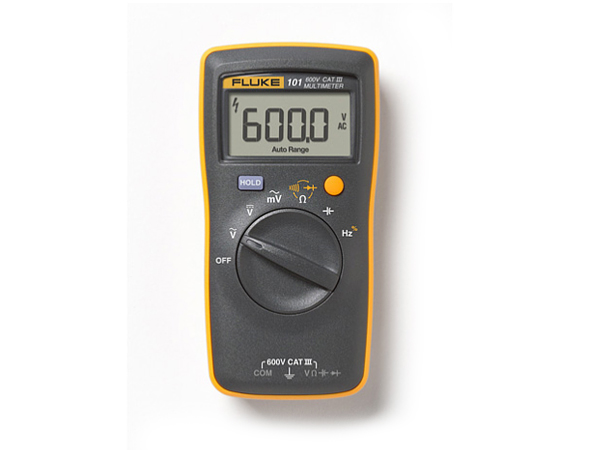 FLUKE 101 600V CAT III
MULTIMETER
600.0 V
AC
Auto Range
HOLD
mV
Ω
V
V
Hz %
OFF
600V CAT III
COM VΩ